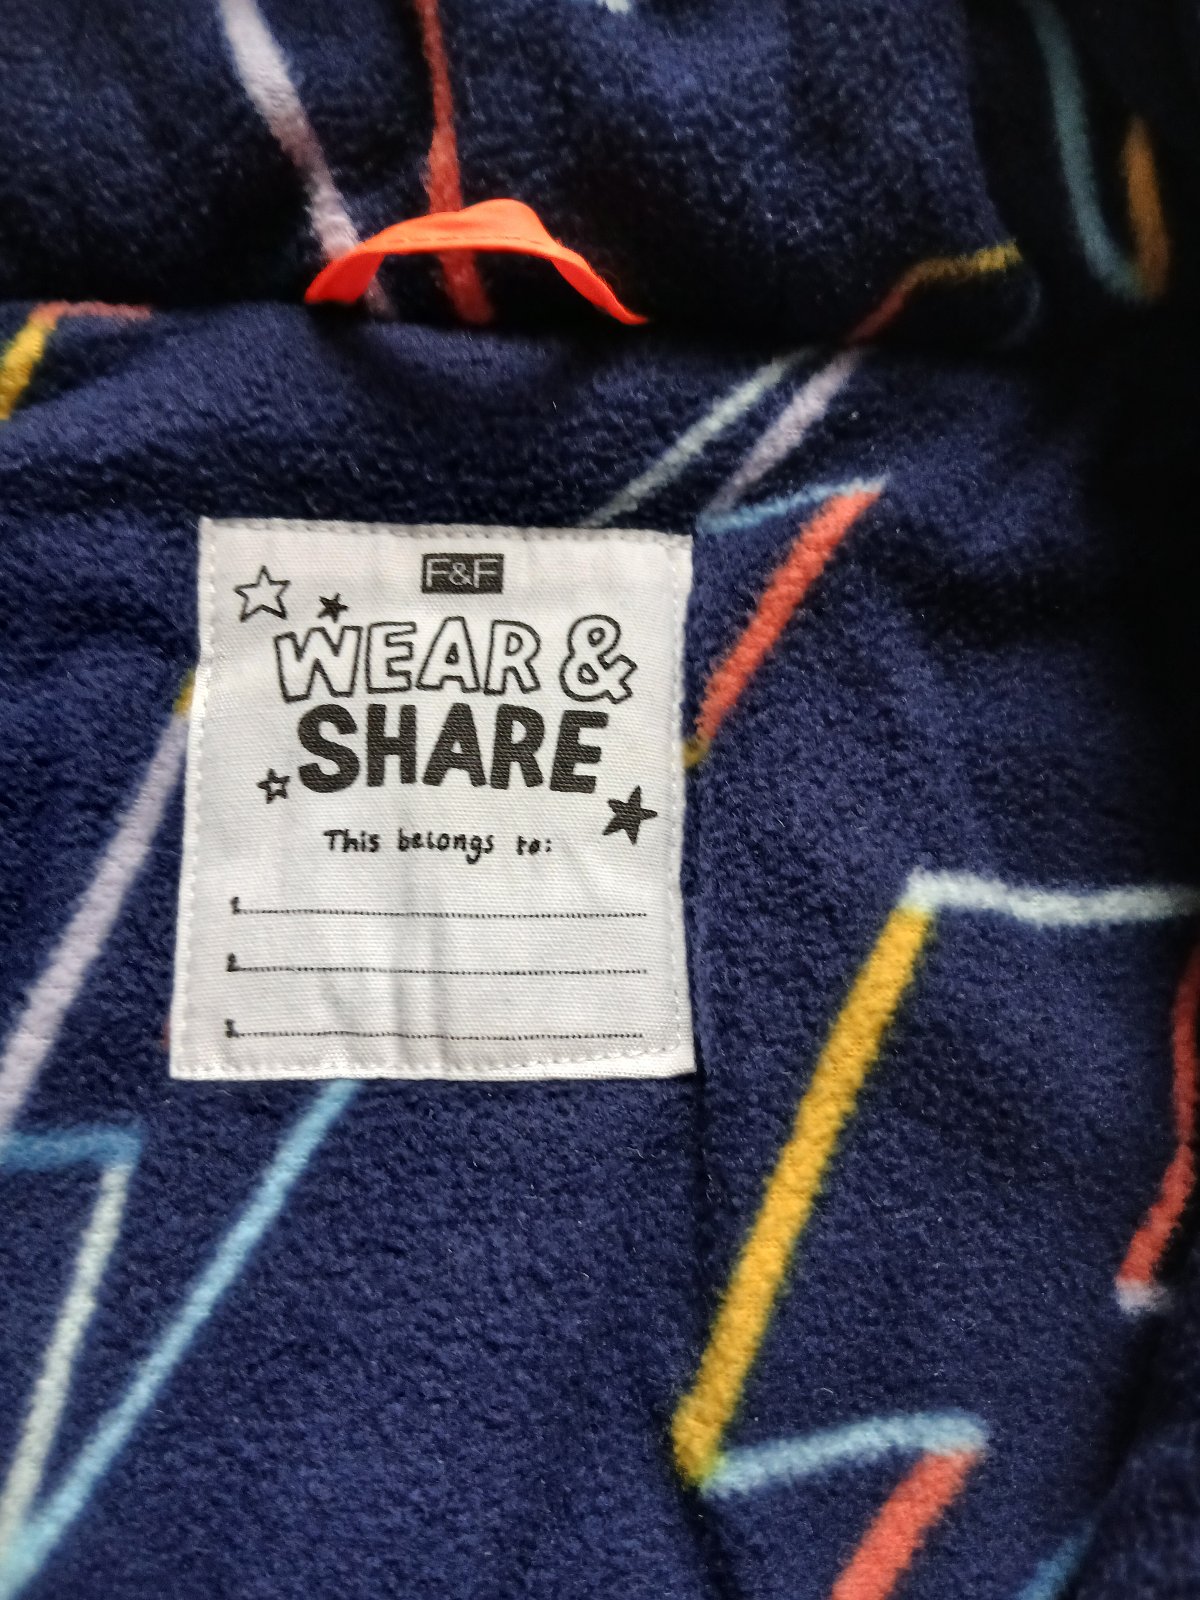 F&F
WEAR &
SHARE
This belongs to:
1.
2.
3.